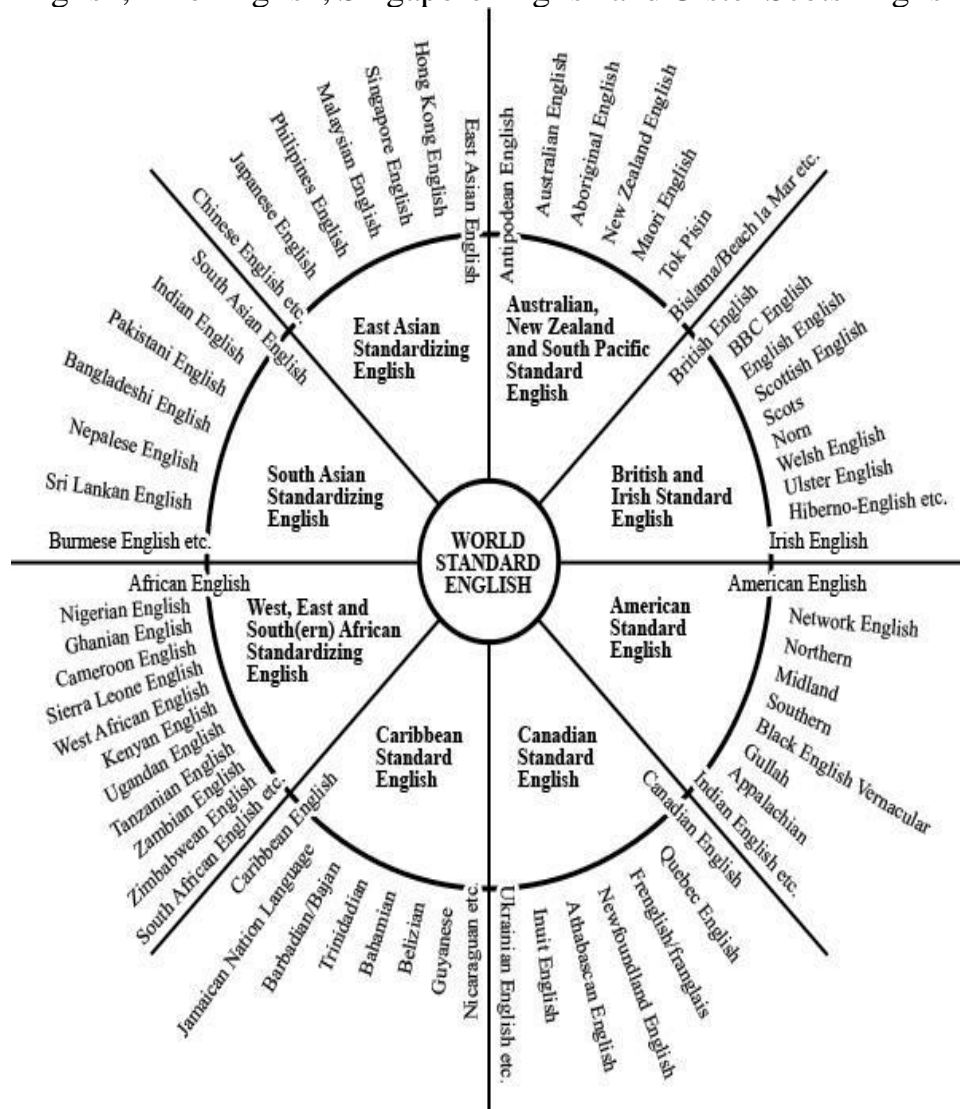 Singapore English
World
Hong Kong English
Singapore English
Malaysian English
Philipines English
Japanese English
Chinese English etc.
East Asian English
East Asian
Standardizing
English
Antipodean English
Australian English
Aboriginal English
New Zealand English
Maori English
Tok Pisin
Bislama/Beach la Mar etc.
Australian,
New Zealand
and South Pacific
Standard
English
British English
BBC English
English English
Scottish English
Scots
Norn
Welsh English
Ulster English
Hiberno-English etc.
Irish English
British and
Irish Standard
English
American English
Network English
Northern
Midland
Southern
Black English Vernacular
Gullah
Appalachian
Indian English etc.
American
Standard
English
Canadian English
Quebec English
Frenglish/franglais
Newfoundland English
Athabascan English
Inuit English
Ukrainian English etc.
Canadian
Standard
English
Caribbean English
Jamaican Nation Language
Barbadian/Bajan
Trinidadian
Bahamian
Belizian
Guyanese
Nicaraguan etc.
Caribbean
Standard
English
African English
Nigerian English
Ghanian English
Cameroon English
Sierra Leone English
West African English
Kenyan English
Ugandan English
Tanzanian English
Zambian English
Zimbabwean English
South African English etc.
West, East and
South(ern) African
Standardizing
English
South Asian English
Indian English
Pakistani English
Bangladeshi English
Nepalese English
Sri Lankan English
Burmese English etc.
South Asian
Standardizing
English
WORLD
STANDARD
ENGLISH